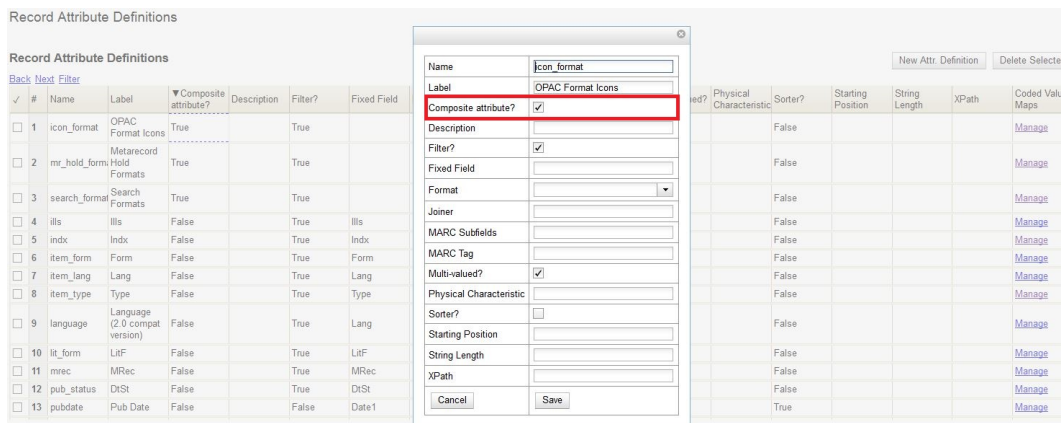 Record Attribute Definitions
Record Attribute Definitions
New Attr. Definition Delete Selecte
Back Next Filter
✓ # Name Label ▼Composite attribute? Description Filter? Fixed Field ued? Physical Characteristic Sorter? Starting Position String Length XPath Coded Valu Maps
1 icon_format OPAC Format Icons True True False Manage
2 mr_hold_form Metarecord Hold Formats True True False Manage
3 search_format Search Formats True True False Manage
4 ills Ills False True Ills False Manage
5 indx Indx False True Indx False Manage
6 item_form Form False True Form False Manage
7 item_lang Lang False True Lang False Manage
8 item_type Type False True Type False Manage
9 language Language (2.0 compat version) False True Lang False Manage
10 lit_form LitF False True LitF False Manage
11 mrec MRec False True MRec False Manage
12 pub_status DtSt False True DtSt False Manage
13 pubdate Pub Date False False Date1 True Manage
Name icon_format
Label OPAC Format Icons
Composite attribute? ✓
Description
Filter? ✓
Fixed Field
Format
Joiner
MARC Subfields
MARC Tag
Multi-valued? ✓
Physical Characteristic
Sorter?
Starting Position
String Length
XPath
Cancel Save